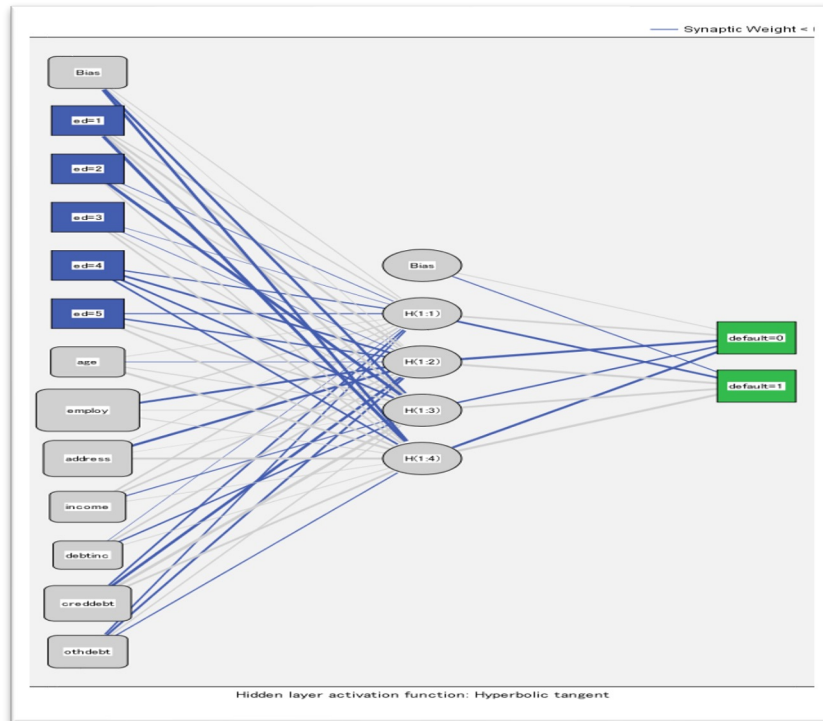 Synaptic Weight <
Bias
ed=1
ed=2
ed=3
ed=4
ed=5
age
employ
address
income
debtinc
creddebt
othdebt
Bias
H(1:1)
H(1:2)
H(1:3)
H(1:4)
default=0
default=1
Hidden layer activation function: Hyperbolic tangent